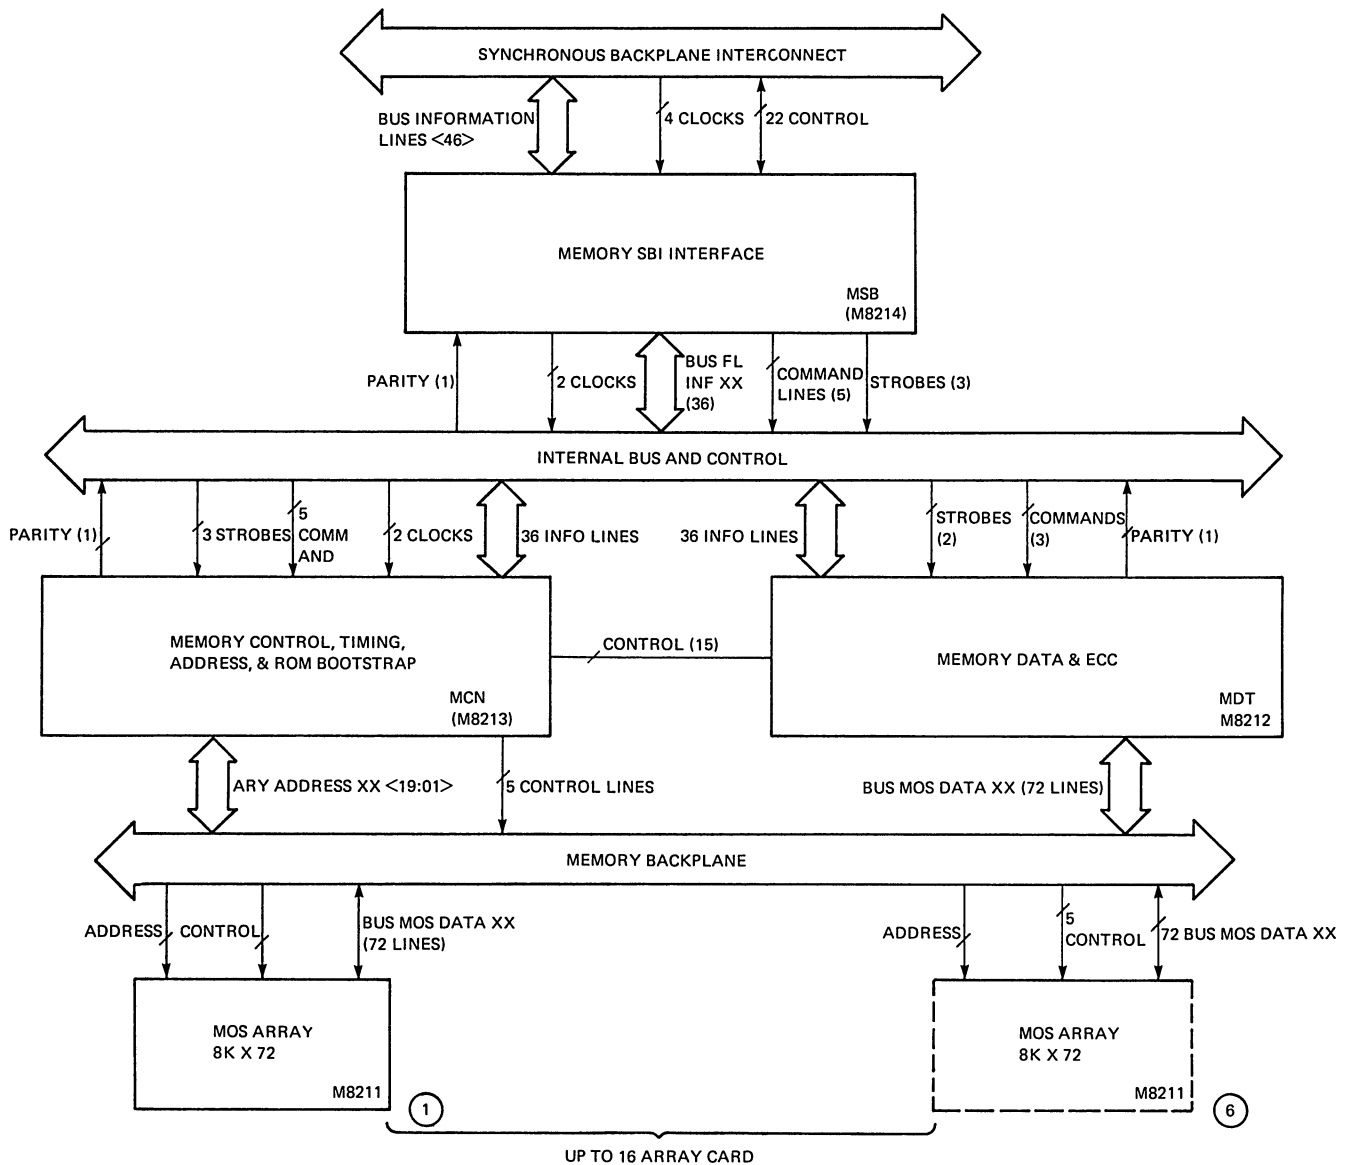 SYNCHRONOUS BACKPLANE INTERCONNECT
BUS INFORMATION
LINES <46>
4 CLOCKS
22 CONTROL
MEMORY SBI INTERFACE
MSB
(M8214)
PARITY (1)
2 CLOCKS
BUS FL
INF XX
(36)
COMMAND
LINES (5)
STROBES (3)
INTERNAL BUS AND CONTROL
PARITY (1)
3 STROBES
5
COMM
AND
2 CLOCKS
36 INFO LINES
36 INFO LINES
STROBES
(2)
COMMANDS
(3)
PARITY (1)
MEMORY CONTROL, TIMING,
ADDRESS, & ROM BOOTSTRAP
MCN
(M8213)
CONTROL (15)
MEMORY DATA & ECC
MDT
M8212
ARY ADDRESS XX <19:01>
5 CONTROL LINES
BUS MOS DATA XX (72 LINES)
MEMORY BACKPLANE
ADDRESS
CONTROL
BUS MOS DATA XX
(72 LINES)
ADDRESS
5
CONTROL
72 BUS MOS DATA XX
MOS ARRAY
8K X 72
M8211
1
MOS ARRAY
8K X 72
M8211
6
UP TO 16 ARRAY CARD